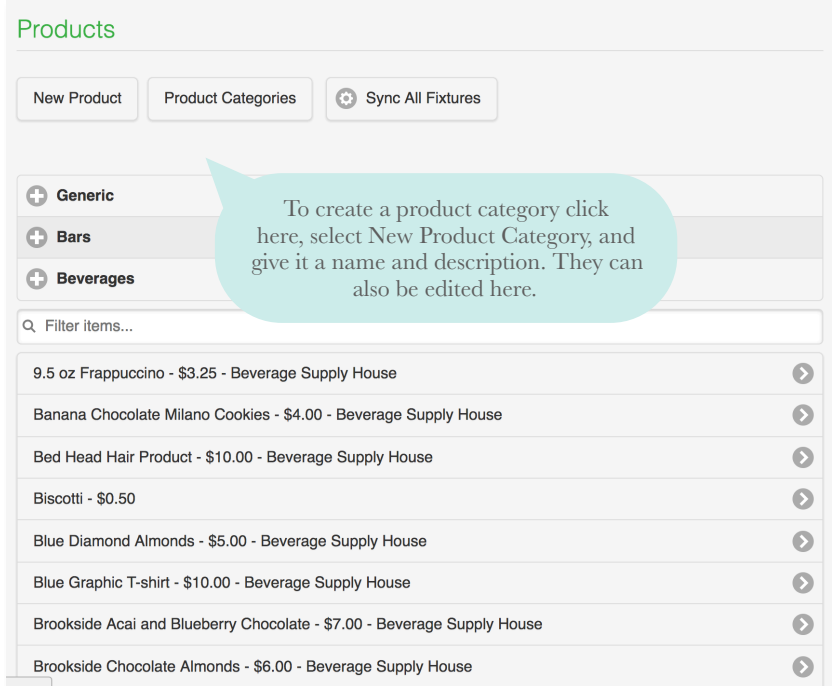 Products
New Product
Product Categories
Sync All Fixtures
Generic
Bars
Beverages
To create a product category click
here, select New Product Category, and
give it a name and description. They can
also be edited here.
Filter items...
9.5 oz Frappuccino - $3.25 - Beverage Supply House
Banana Chocolate Milano Cookies - $4.00 - Beverage Supply House
Bed Head Hair Product - $10.00 - Beverage Supply House
Biscotti - $0.50
Blue Diamond Almonds - $5.00 - Beverage Supply House
Blue Graphic T-shirt - $10.00 - Beverage Supply House
Brookside Acai and Blueberry Chocolate - $7.00 - Beverage Supply House
Brookside Chocolate Almonds - $6.00 - Beverage Supply House